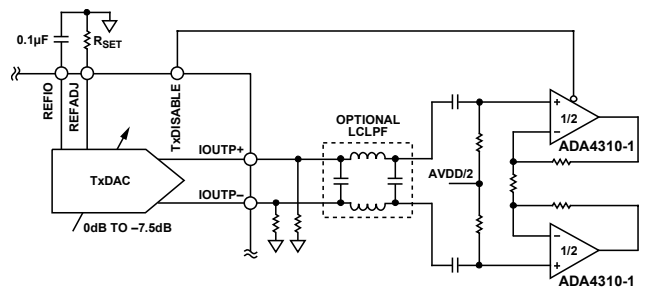 0.1µF
RSET
REFIO
REFADJ
TxDISABLE
TxDAC
0dB TO –7.5dB
IOUTP+
IOUTP–
OPTIONAL
LCLPF
AVDD/2
+
1/2
–
ADA4310-1
–
1/2
+
ADA4310-1